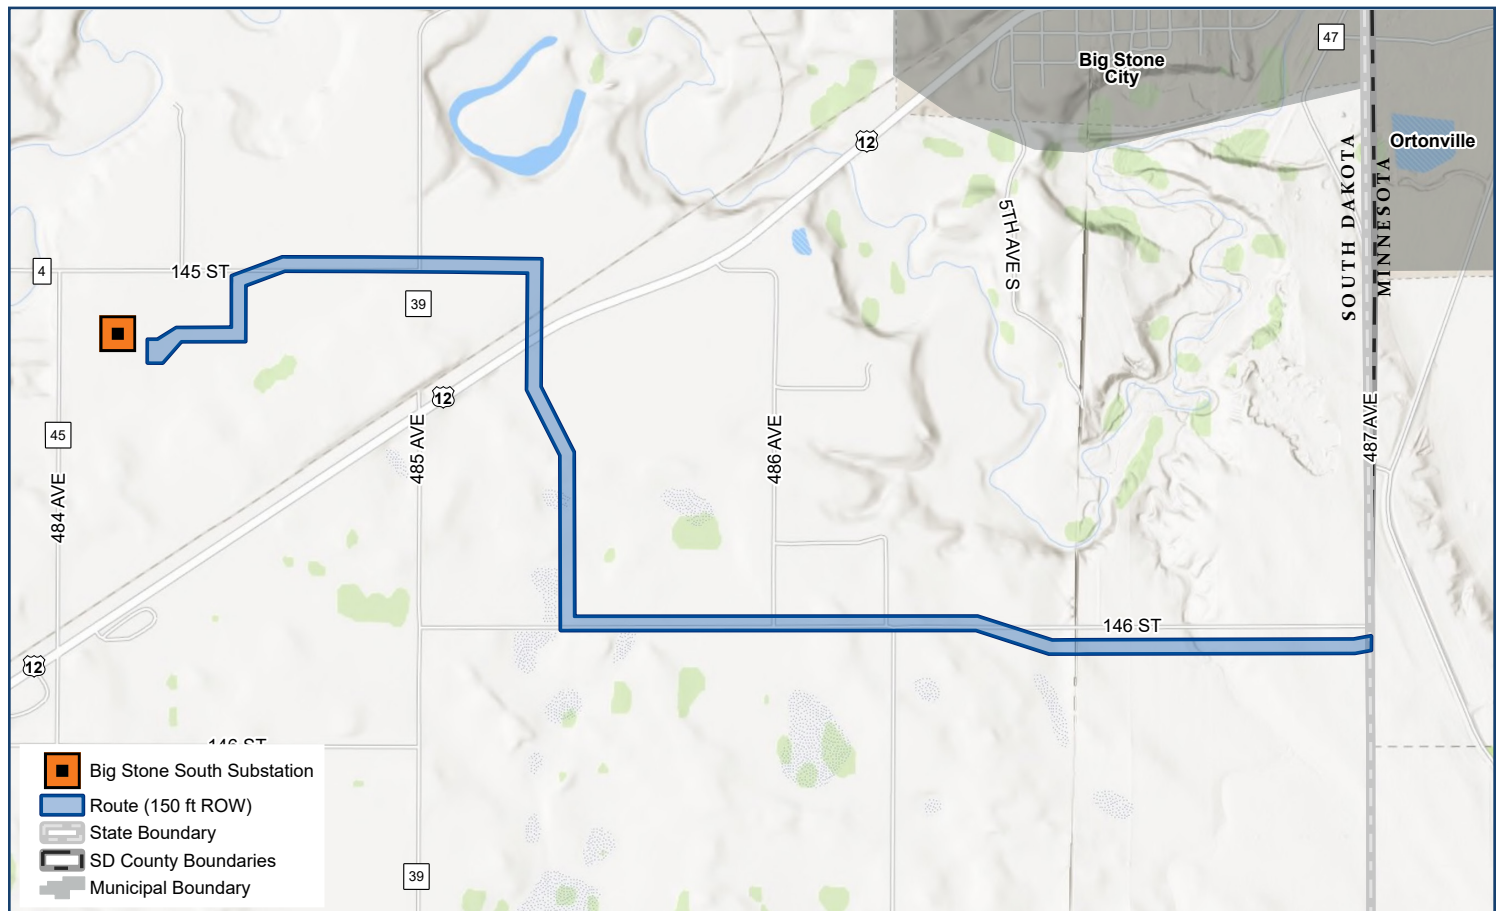 47
Big Stone
City
12
Ortonville
SOUTH DAKOTA
MINNESOTA
5TH AVE S
4
145 ST
39
12
45
485 AVE
486 AVE
487 AVE
484 AVE
146 ST
12
146 ST
39
Big Stone South Substation
Route (150 ft ROW)
State Boundary
SD County Boundaries
Municipal Boundary